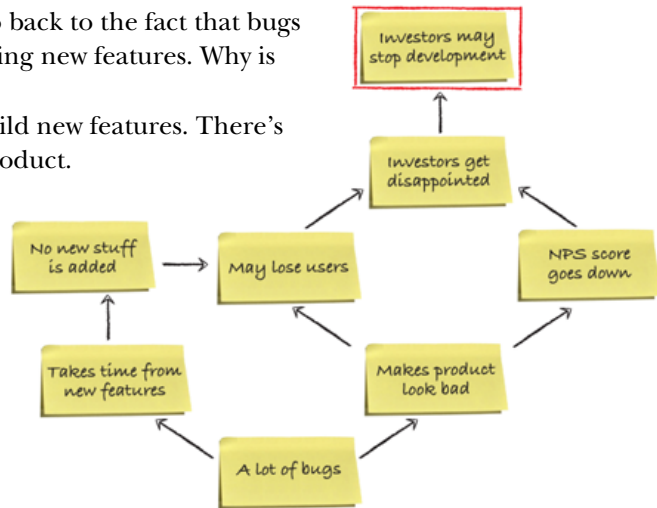 back to the fact that bugs
ing new features. Why is
ild new features. There's
oduct.
Investors may
stop development
Investors get
disappointed
No new stuff
is added
May lose users
NPS score
goes down
Takes time from
new features
Makes product
look bad
A lot of bugs